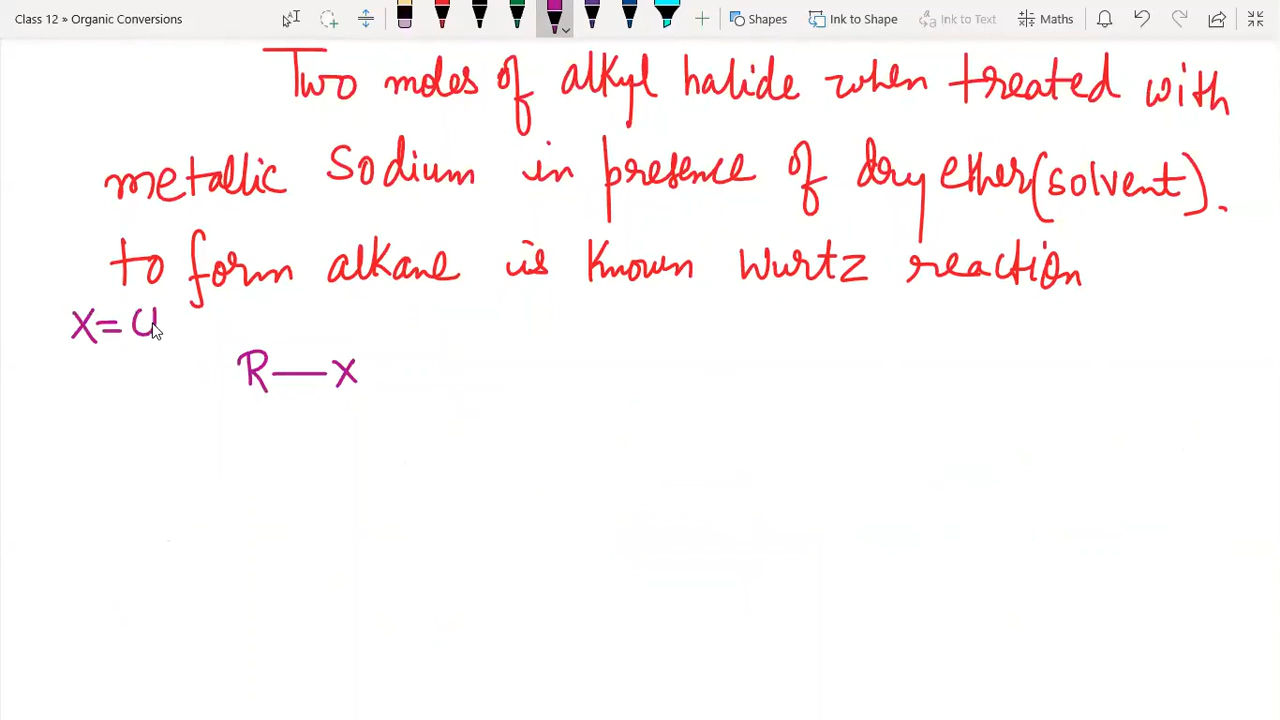 Class 12 » Organic Conversions
Shapes
Ink to Shape
Ink to Text
Maths
Two moles of alkyl halide when treated with
metallic sodium in presence of dry ether (solvent).
to form alkane is known wurtz reaction
X= Cl
R—X